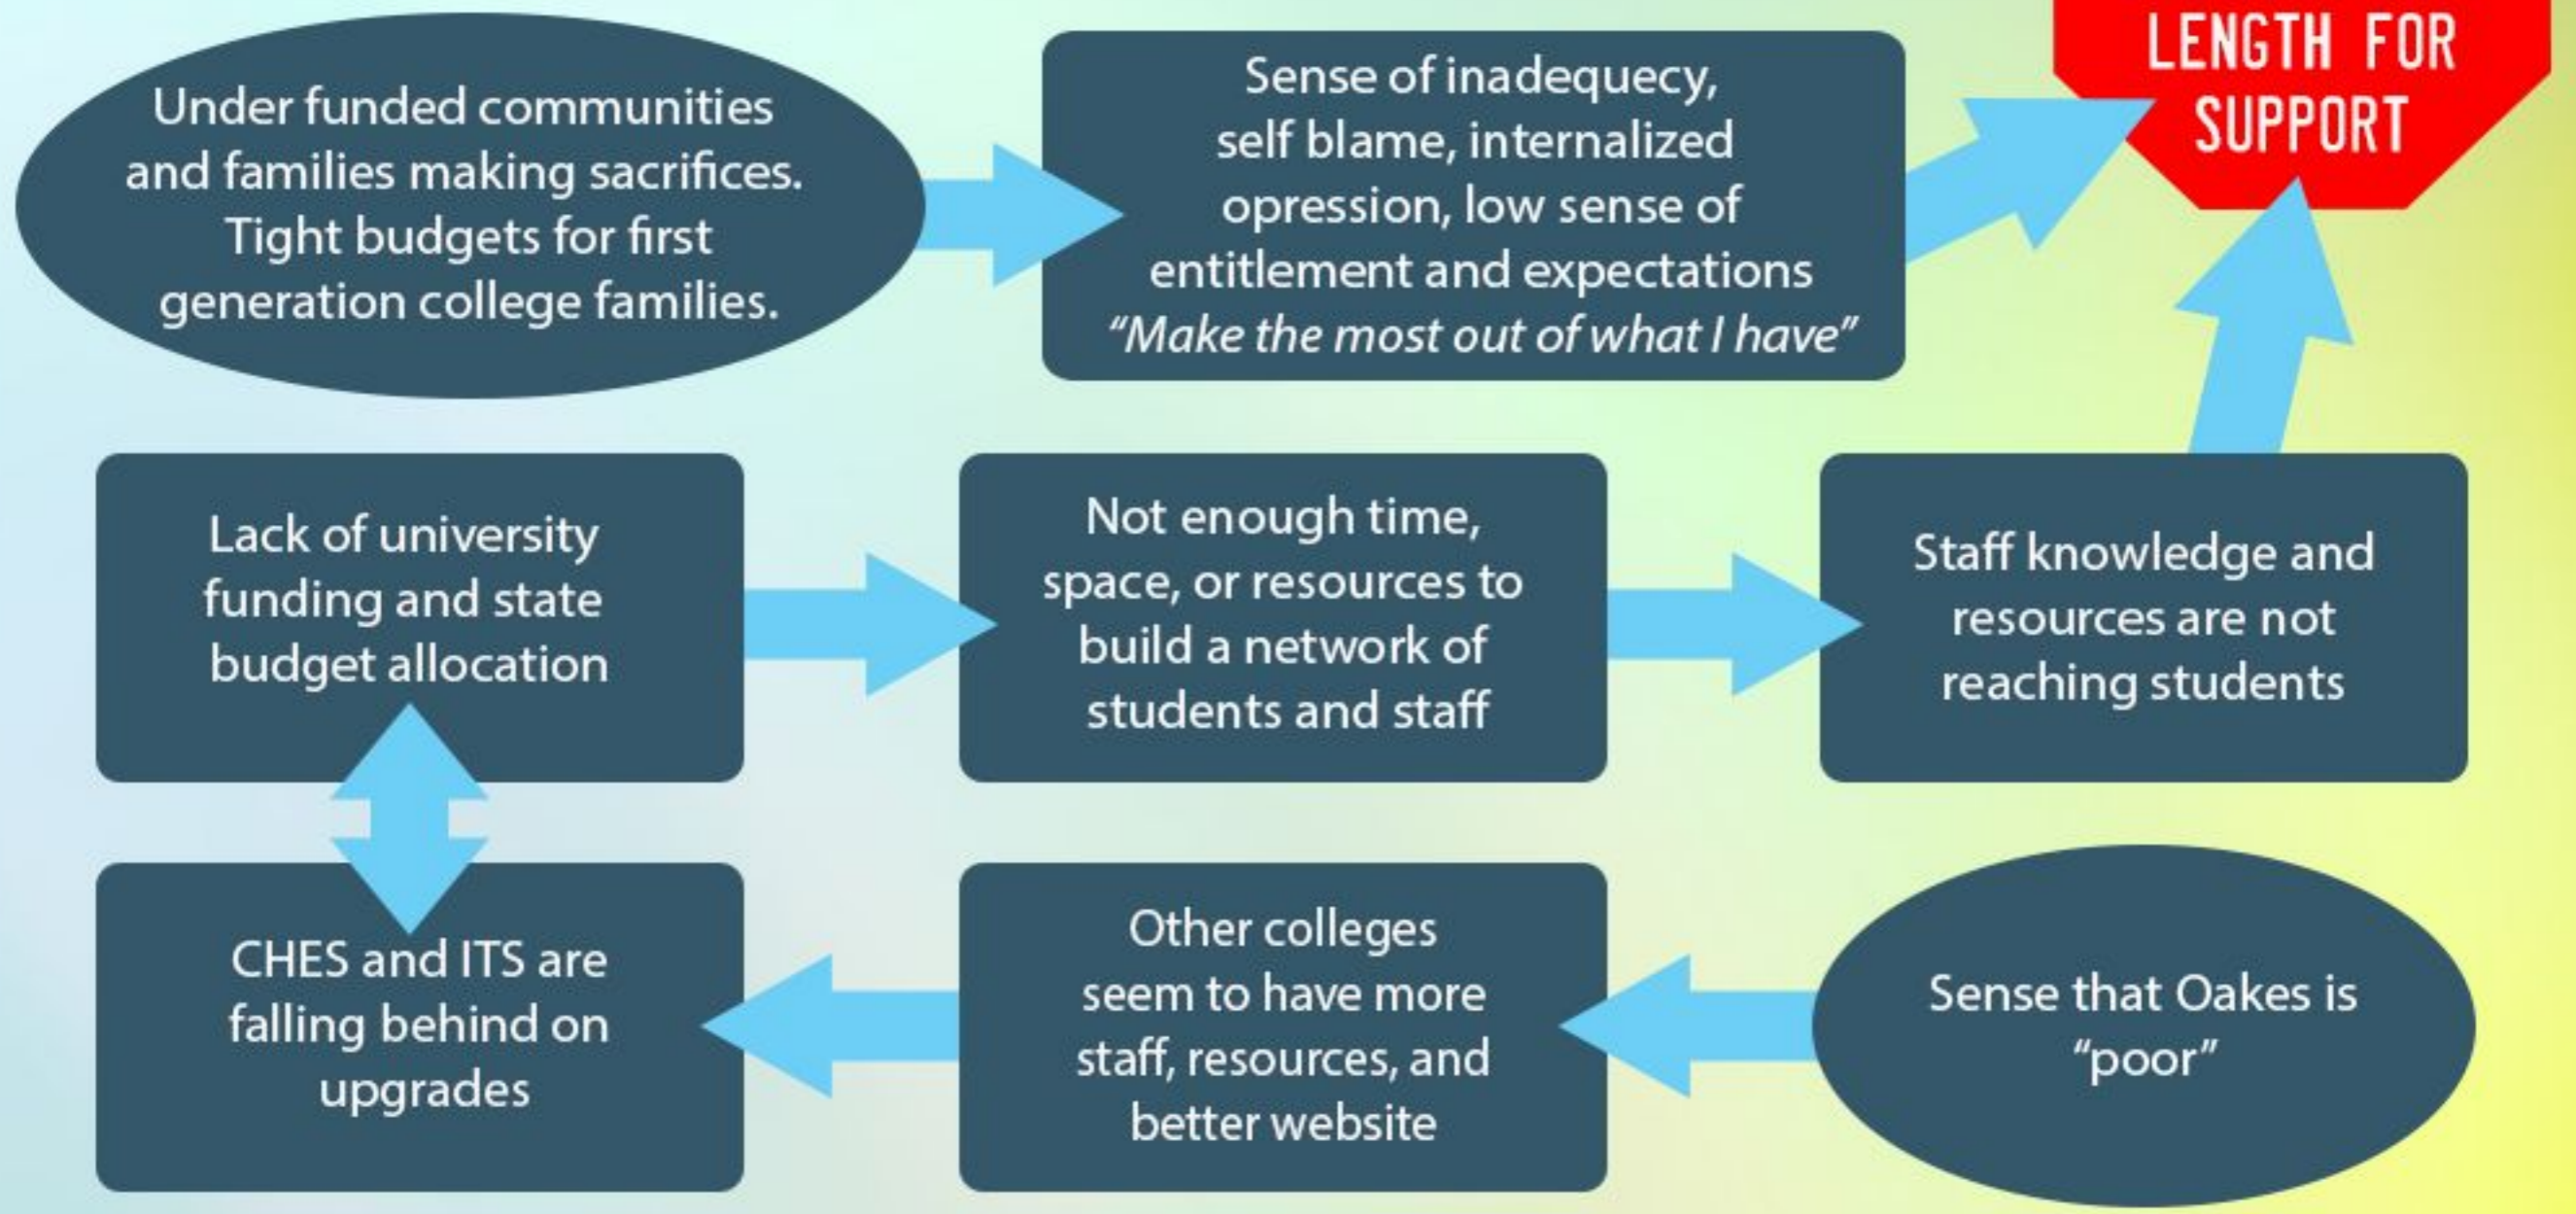 Under funded communities
and families making sacrifices.
Tight budgets for first
generation college families.
Sense of inadequecy,
self blame, internalized
opression, low sense of
entitlement and expectations
“Make the most out of what I have”
LENGTH FOR
SUPPORT
Lack of university
funding and state
budget allocation
Not enough time,
space, or resources to
build a network of
students and staff
Staff knowledge and
resources are not
reaching students
CHES and ITS are
falling behind on
upgrades
Other colleges
seem to have more
staff, resources, and
better website
Sense that Oakes is
“poor”